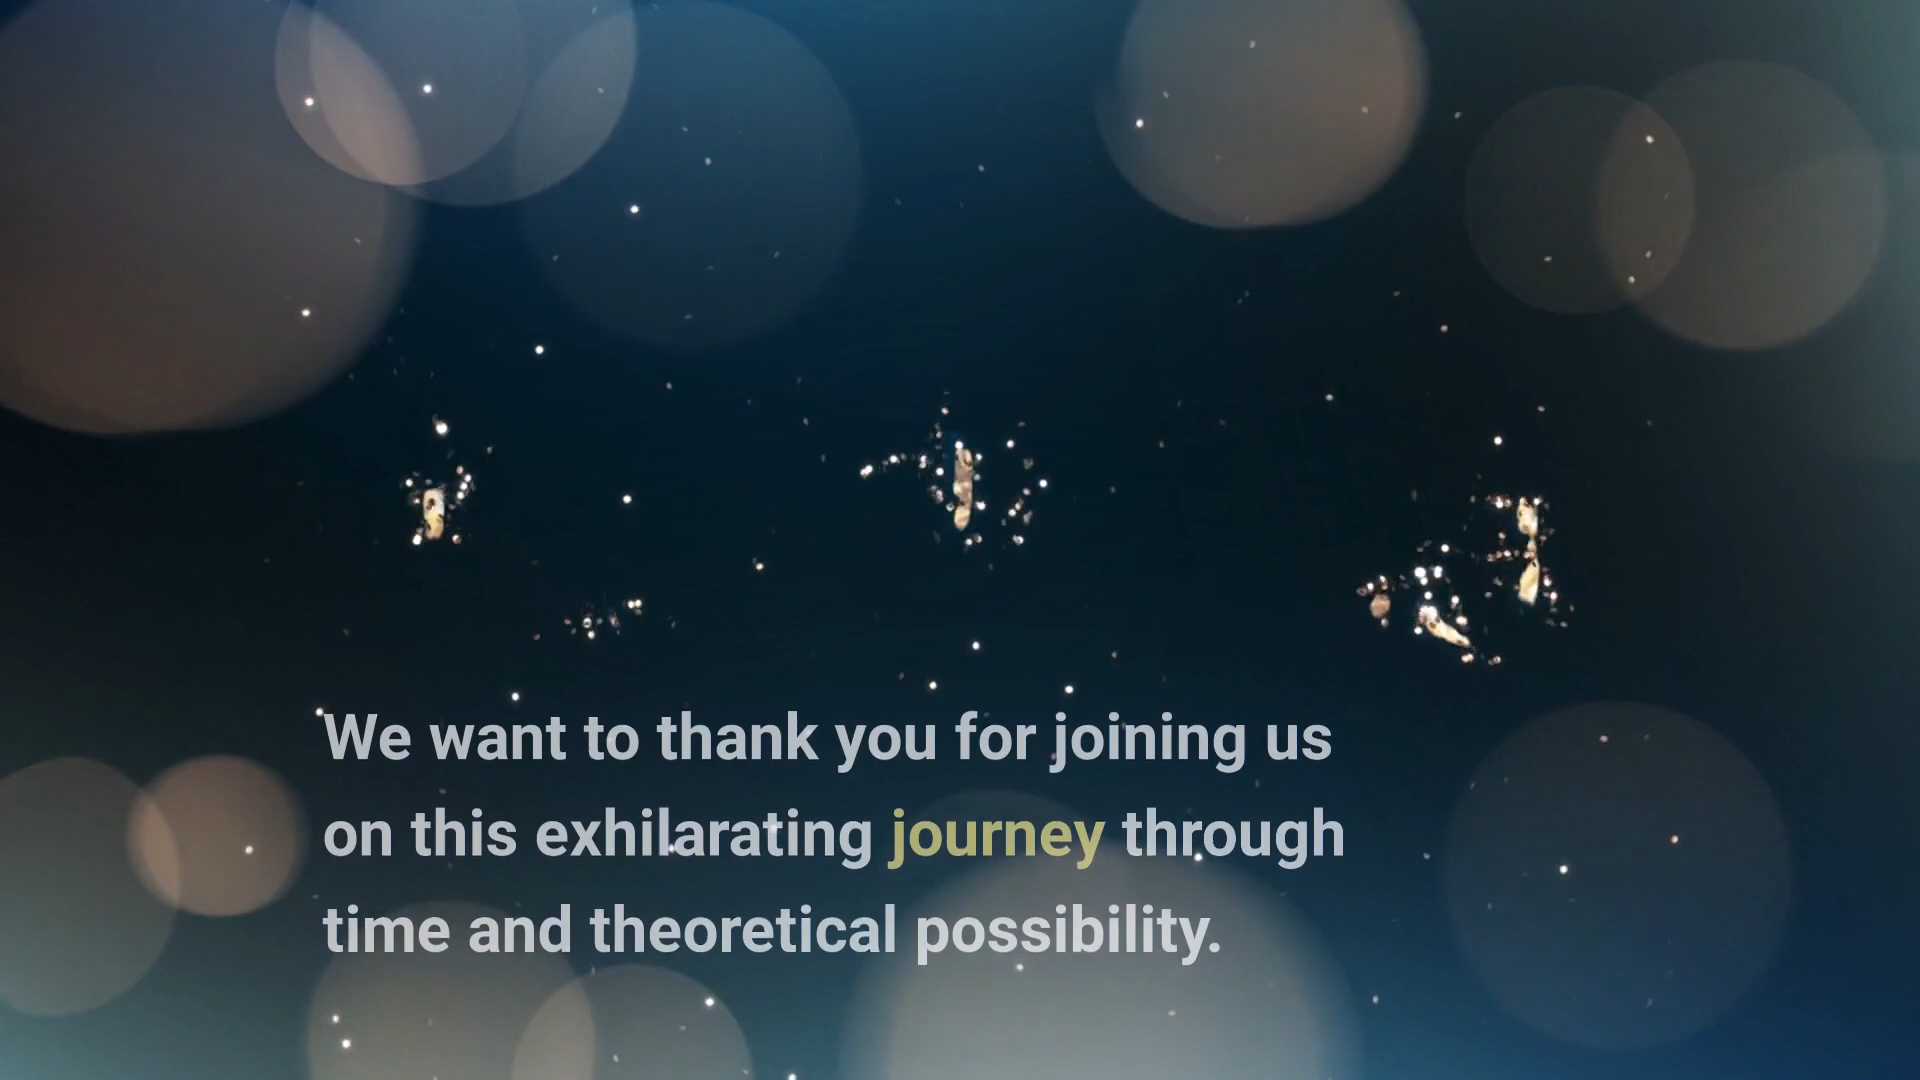 We want to thank you for joining us
on this exhilarating journey through
time and theoretical possibility.